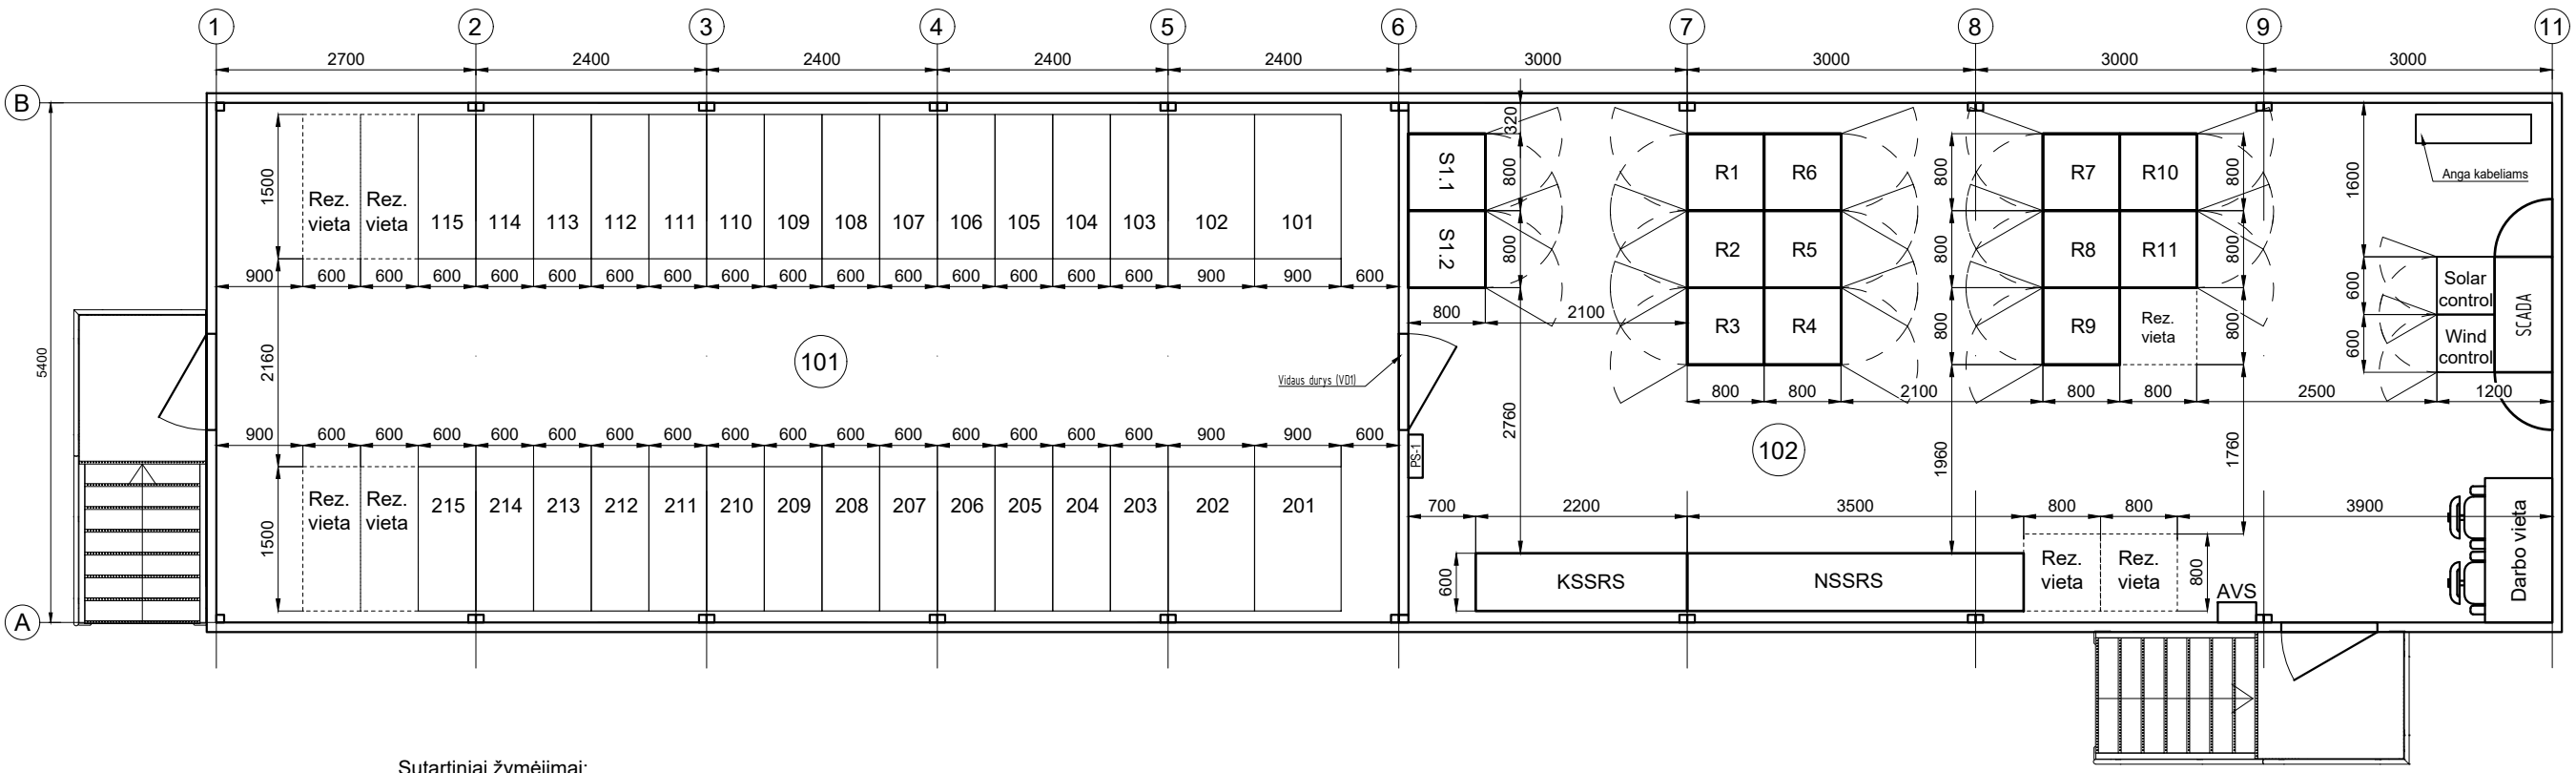 1 2 3 4 5 6 7 8 9 11
2700 2400 2400 2400 2400 3000 3000 3000 3000
B
A
5400
320
1500
Rez. vieta
Rez. vieta
115 114 113 112 111 110 109 108 107 106 105 104 103 102 101
900 600 600 600 600 600 600 600 600 600 600 600 600 600 600 900 900 600
2160
101
Vidaus durys (VD1)
900 600 600 600 600 600 600 600 600 600 600 600 600 600 600 900 900 600
1500
Rez. vieta
Rez. vieta
215 214 213 212 211 210 209 208 207 206 205 204 203 202 201
S1.1
S1.2
800
800
800 2100
2760
PS-1
R1 R6
R2 R5
R3 R4
800 800 2100 800 800 2500 1200
800
800
800
R7 R10
R8 R11
R9
Rez.
vieta
800
800
800
1600
Anga kabeliams
600
600
Solar
control
Wind
control
SCADA
102
1960
1760
700 2200 3500 800 800 3900
600
KSSRS
NSSRS
Rez.
vieta
Rez.
vieta
800
AVS
Darbo vieta
Sutartiniai žymėjimai: